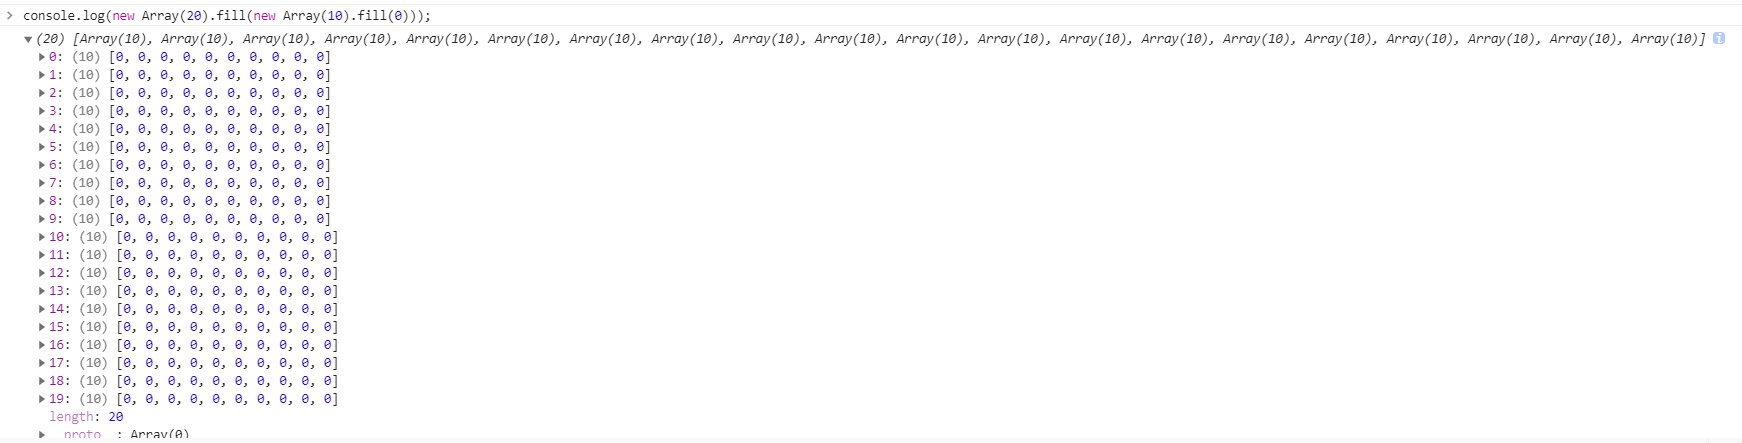 console.log(new Array(20).fill(new Array(10).fill(0)));
(20) [Array(10), Array(10), Array(10), Array(10), Array(10), Array(10), Array(10), Array(10), Array(10), Array(10), Array(10), Array(10), Array(10), Array(10), Array(10), Array(10), Array(10), Array(10), Array(10), Array(10)] i
0: (10) [0, 0, 0, 0, 0, 0, 0, 0, 0, 0]
1: (10) [0, 0, 0, 0, 0, 0, 0, 0, 0, 0]
2: (10) [0, 0, 0, 0, 0, 0, 0, 0, 0, 0]
3: (10) [0, 0, 0, 0, 0, 0, 0, 0, 0, 0]
4: (10) [0, 0, 0, 0, 0, 0, 0, 0, 0, 0]
5: (10) [0, 0, 0, 0, 0, 0, 0, 0, 0, 0]
6: (10) [0, 0, 0, 0, 0, 0, 0, 0, 0, 0]
7: (10) [0, 0, 0, 0, 0, 0, 0, 0, 0, 0]
8: (10) [0, 0, 0, 0, 0, 0, 0, 0, 0, 0]
9: (10) [0, 0, 0, 0, 0, 0, 0, 0, 0, 0]
10: (10) [0, 0, 0, 0, 0, 0, 0, 0, 0, 0]
11: (10) [0, 0, 0, 0, 0, 0, 0, 0, 0, 0]
12: (10) [0, 0, 0, 0, 0, 0, 0, 0, 0, 0]
13: (10) [0, 0, 0, 0, 0, 0, 0, 0, 0, 0]
14: (10) [0, 0, 0, 0, 0, 0, 0, 0, 0, 0]
15: (10) [0, 0, 0, 0, 0, 0, 0, 0, 0, 0]
16: (10) [0, 0, 0, 0, 0, 0, 0, 0, 0, 0]
17: (10) [0, 0, 0, 0, 0, 0, 0, 0, 0, 0]
18: (10) [0, 0, 0, 0, 0, 0, 0, 0, 0, 0]
19: (10) [0, 0, 0, 0, 0, 0, 0, 0, 0, 0]
length: 20
proto : Array(0)